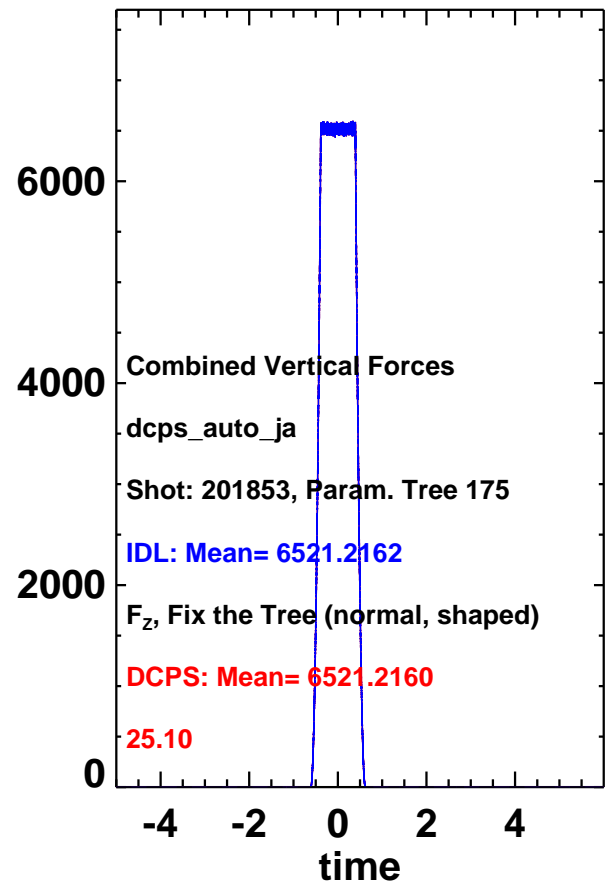 6000
4000
2000
0
Combined Vertical Forces
dcps_auto_ja
Shot: 201853, Param. Tree 175
IDL: Mean= 6521.2162
F_Z, Fix the Tree (normal, shaped)
DCPS: Mean= 6521.2160
25.10
-4 -2 0 2 4
time